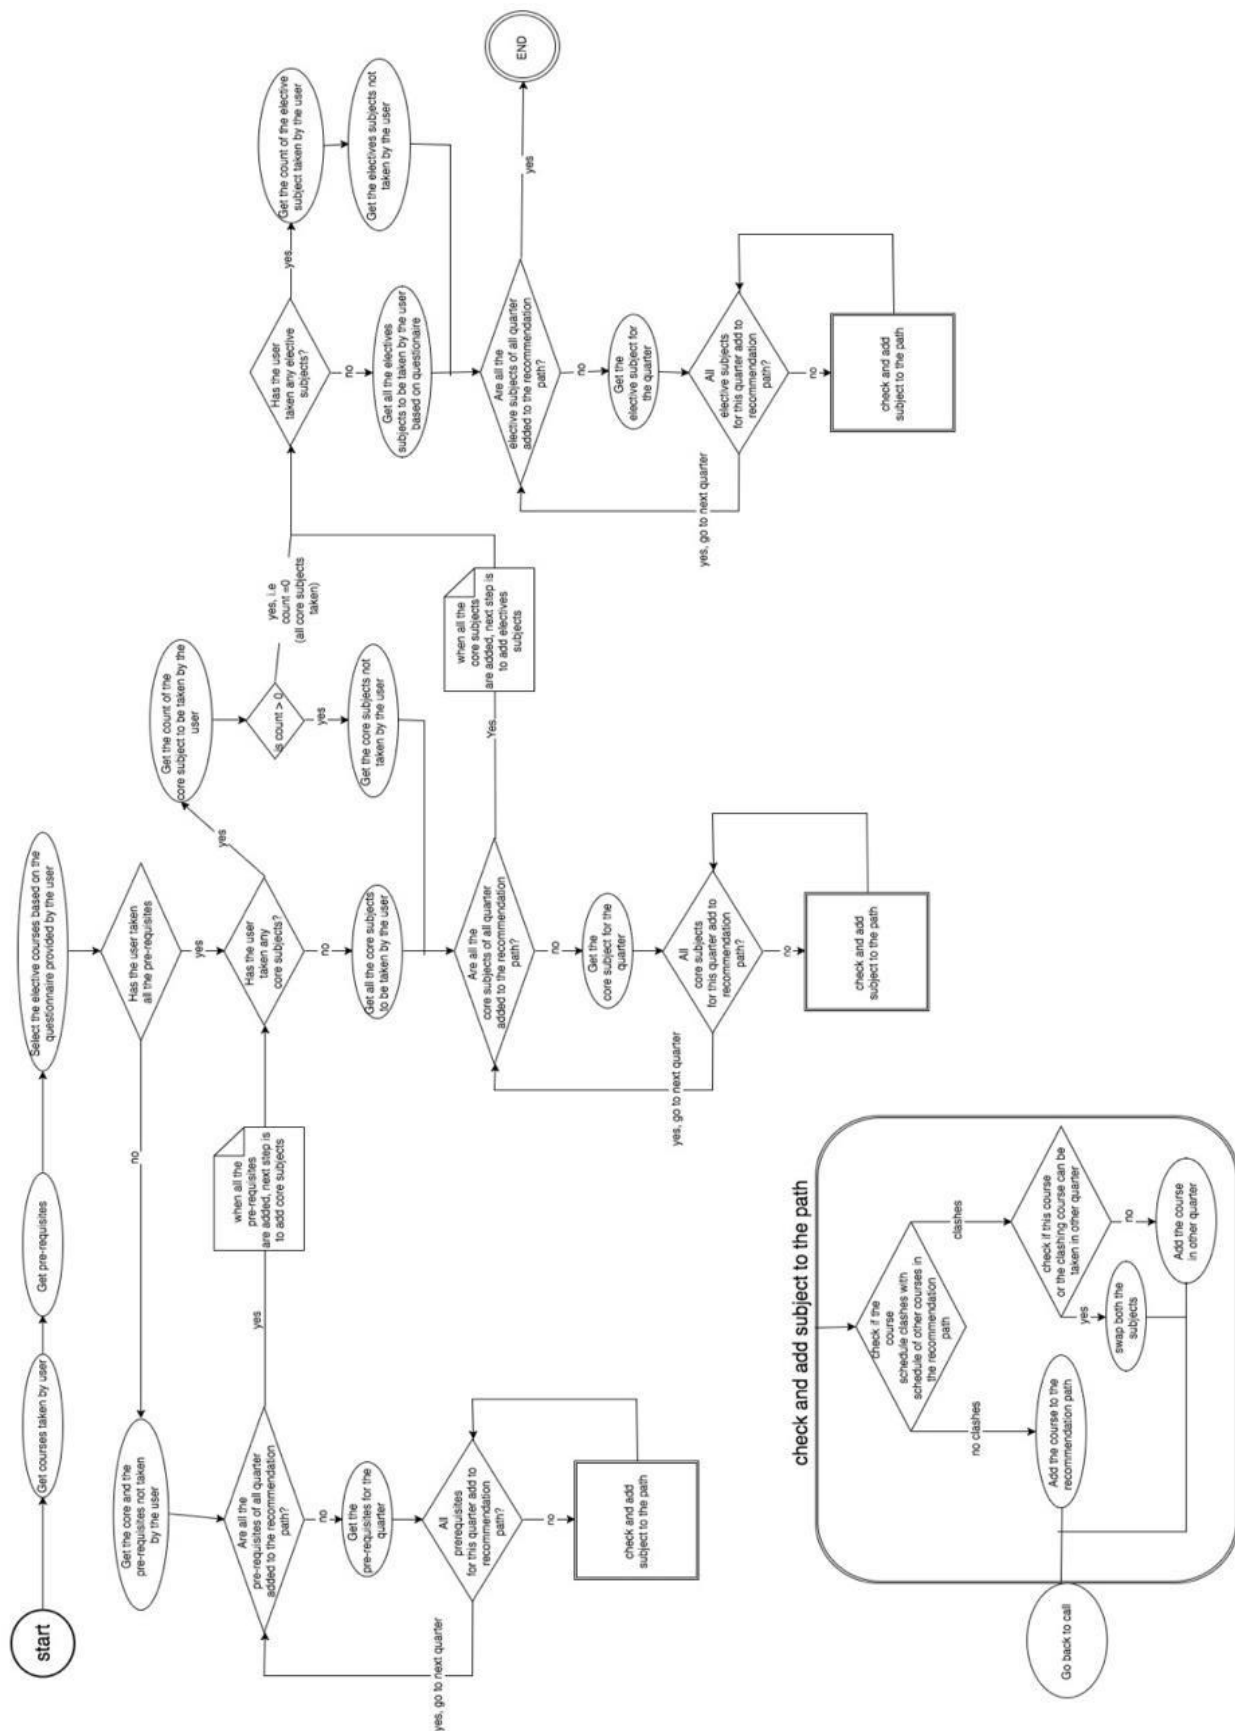 start
Get courses taken by user
Get pre-requisites
Select the elective courses based on the
questionnaire provided by the user
Has the user taken
all the pre-requisites
no
yes
Get the core and the
pre-requisites not taken
by the user
Are all the
pre-requisites of all quarter
added to the recommendation
path?
yes
when all the
pre-requisites
are added, next step is
to add core subjects
no
Get the
pre-requisites for the
quarter
All
prerequisites
for this quarter add to
recommendation
path?
yes, go to next quarter
no
check and add
subject to the path
Has the user
taken any
core subjects?
yes
Get the count of the
core subject to be taken by the
user
is count > 0
yes, i.e
count =0
(all core subjects
taken)
yes
Get the core subjects not
taken by the user
no
Get all the core subjects
to be taken by the user
Are all the
core subjects of all quarter
added to the recommendation
path?
Yes
when all the
core subjects
are added, next step is
to add electives
subjects
no
Get the
core subject for the
quarter
All
core subjects
for this quarter add to
recommendation
path?
yes, go to next quarter
no
check and add
subject to the path
Has the user
taken any elective
subjects?
yes
Get the count of the elective
subject taken by the user
Get the electives subjects not
taken by the user
no
Get all the electives
subjects to be taken by the user
based on questionaire
Are all the
elective subjects of all quarter
added to the recommendation
path?
yes
END
no
Get the
elective subject for
the quarter
All
elective subjects
for this quarter add to
recommendation
path?
yes, go to next quarter
no
check and add
subject to the path
check and add subject to the path
check if the
course
schedule clashes with
schedule of other courses in
the recommendation
path
no clashes
clashes
Add the course to the
recommendation path
check if this course
or the clashing course can be
taken in other quarter
yes
no
swap both the
subjects
Add the course
in other quarter
Go back to call